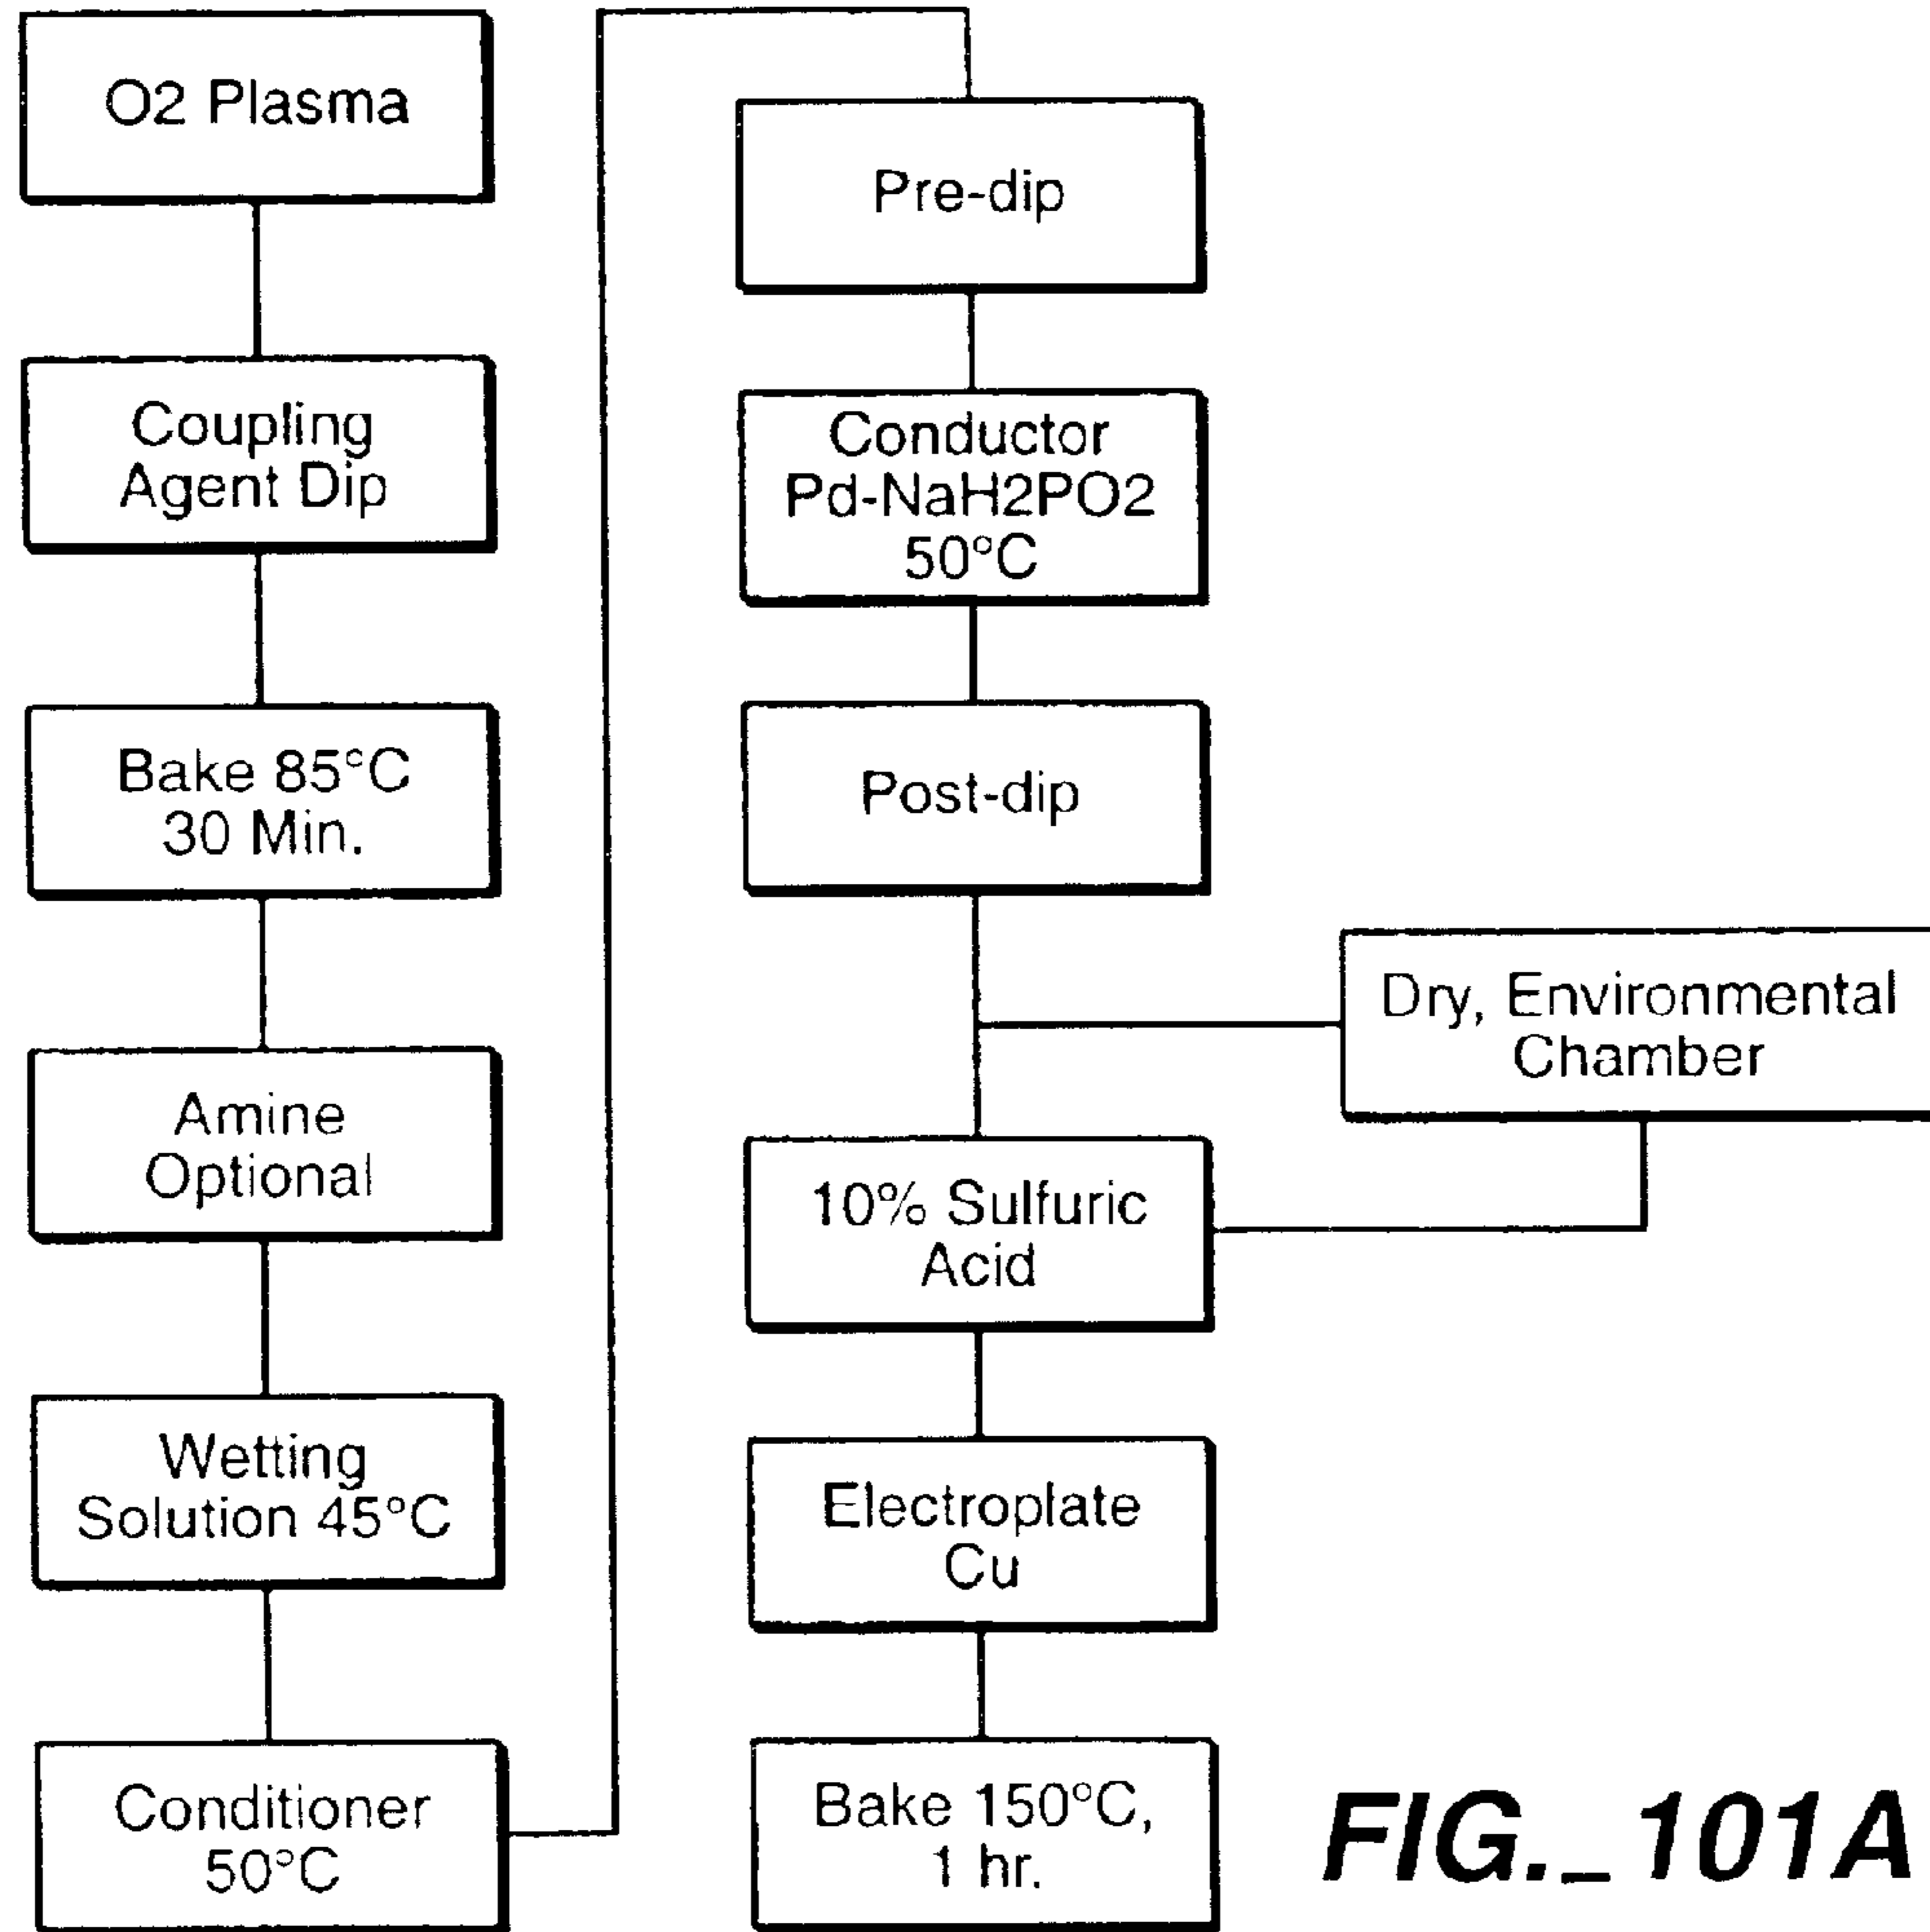 O2 Plasma
Coupling
Agent Dip
Bake 85°C
30 Min.
Amine
Optional
Wetting
Solution 45°C
Conditioner
50°C
Pre-dip
Conductor
Pd-NaH2PO2
50°C
Post-dip
Dry, Environmental
Chamber
10% Sulfuric
Acid
Electroplate
Cu
Bake 150°C,
1 hr.
FIG._ 101A